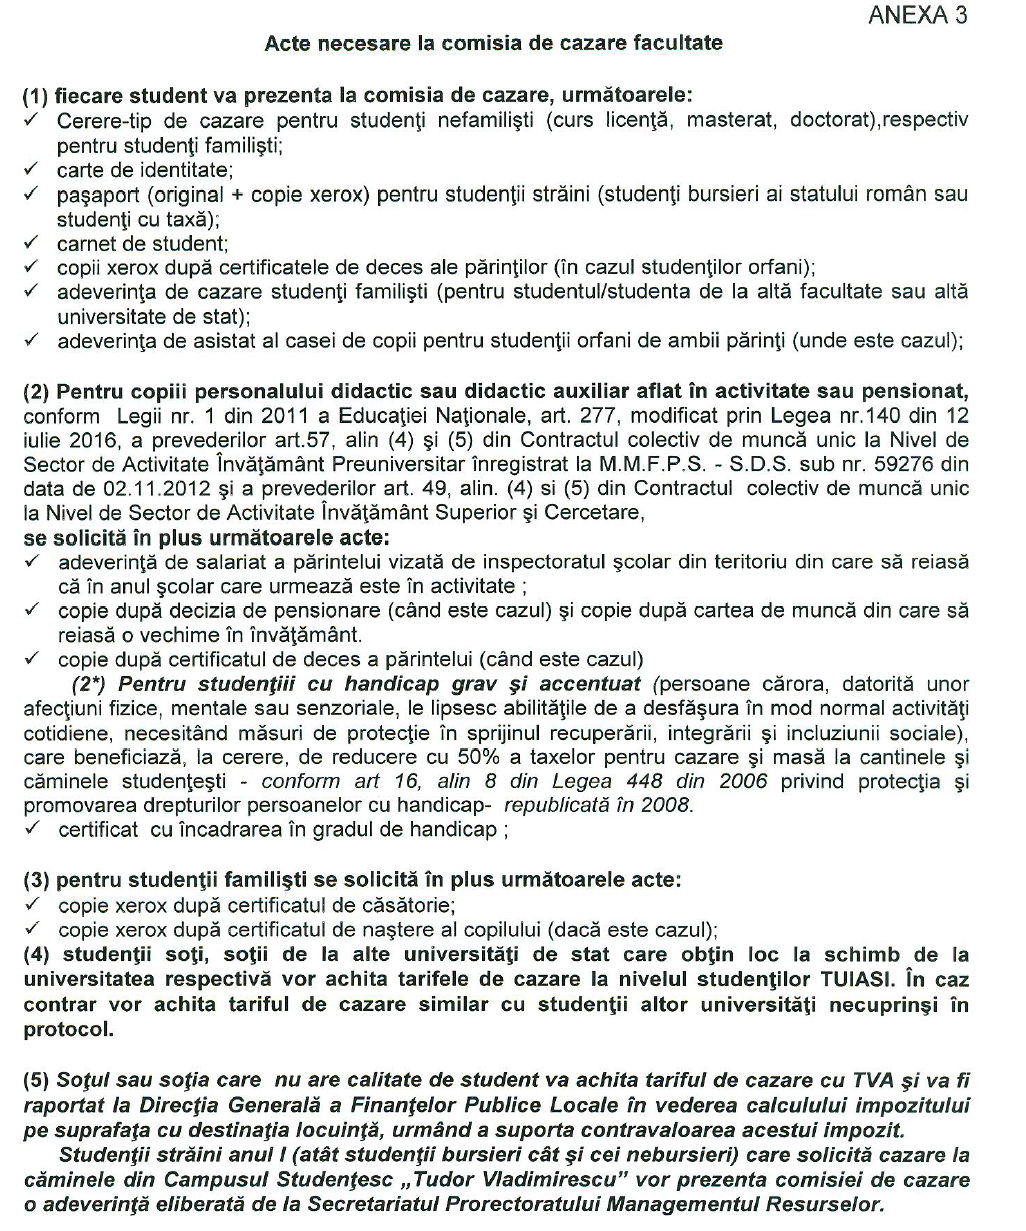 ANEXA 3
Acte necesare la comisia de cazare facultate
(1) fiecare student va prezenta la comisia de cazare, următoarele:
✓ Cerere-tip de cazare pentru studenţi nefamilişti (curs licenţă, masterat, doctorat),respectiv
pentru studenţi familişti;
✓ carte de identitate;
✓ paşaport (original + copie xerox) pentru studenţii străini (studenţi bursieri ai statului român sau
studenţi cu taxă);
✓ carnet de student;
✓ copii xerox după certificatele de deces ale părinţilor (în cazul studenţilor orfani);
✓ adeverinţa de cazare studenţi familişti (pentru studentul/studenta de la altă facultate sau altă
universitate de stat);
✓ adeverinţa de asistat al casei de copii pentru studenţii orfani de ambii părinţi (unde este cazul);
(2) Pentru copiii personalului didactic sau didactic auxiliar aflat în activitate sau pensionat,
conform Legii nr. 1 din 2011 a Educaţiei Naţionale, art. 277, modificat prin Legea nr.140 din 12
iulie 2016, a prevederilor art.57, alin (4) şi (5) din Contractul colectiv de muncă unic la Nivel de
Sector de Activitate Învăţământ Preuniversitar înregistrat la M.M.F.P.S. - S.D.S. sub nr. 59276 din
data de 02.11.2012 şi a prevederilor art. 49, alin. (4) si (5) din Contractul colectiv de muncă unic
la Nivel de Sector de Activitate Învăţământ Superior şi Cercetare,
se solicită în plus următoarele acte:
✓ adeverinţă de salariat a părintelui vizată de inspectoratul şcolar din teritoriu din care să reiasă
că în anul şcolar care urmează este în activitate ;
✓ copie după decizia de pensionare (când este cazul) şi copie după cartea de muncă din care să
reiasă o vechime în învăţământ.
✓ copie după certificatul de deces a părintelui (când este cazul)
(2*) Pentru studenţiii cu handicap grav şi accentuat (persoane cărora, datorită unor
afecţiuni fizice, mentale sau senzoriale, le lipsesc abilităţile de a desfăşura în mod normal activităţi
cotidiene, necesitând măsuri de protecţie în sprijinul recuperării, integrării şi incluziunii sociale),
care beneficiază, la cerere, de reducere cu 50% a taxelor pentru cazare şi masă la cantinele şi
căminele studenţeşti - conform art 16, alin 8 din Legea 448 din 2006 privind protecţia şi
promovarea drepturilor persoanelor cu handicap- republicată în 2008.
✓ certificat cu încadrarea în gradul de handicap ;
(3) pentru studenţii familişti se solicită în plus următoarele acte:
✓ copie xerox după certificatul de căsătorie;
✓ copie xerox după certificatul de naştere al copilului (dacă este cazul);
(4) studenţii soţi, soţii de la alte universităţi de stat care obţin loc la schimb de la
universitatea respectivă vor achita tarifele de cazare la nivelul studenţilor TUIASI. În caz
contrar vor achita tariful de cazare similar cu studenţii altor universităţi necuprinşi în
protocol.
(5) Soţul sau soţia care nu are calitate de student va achita tariful de cazare cu TVA şi va fi
raportat la Direcţia Generală a Finanţelor Publice Locale în vederea calculului impozitului
pe suprafaţa cu destinaţia locuinţă, urmând a suporta contravaloarea acestui impozit.
Studenţii străini anul I (atât studenţii bursieri cât şi cei nebursieri) care solicită cazare la
căminele din Campusul Studenţesc „Tudor Vladimirescu” vor prezenta comisiei de cazare
o adeverinţă eliberată de la Secretariatul Prorectoratului Managementul Resurselor.